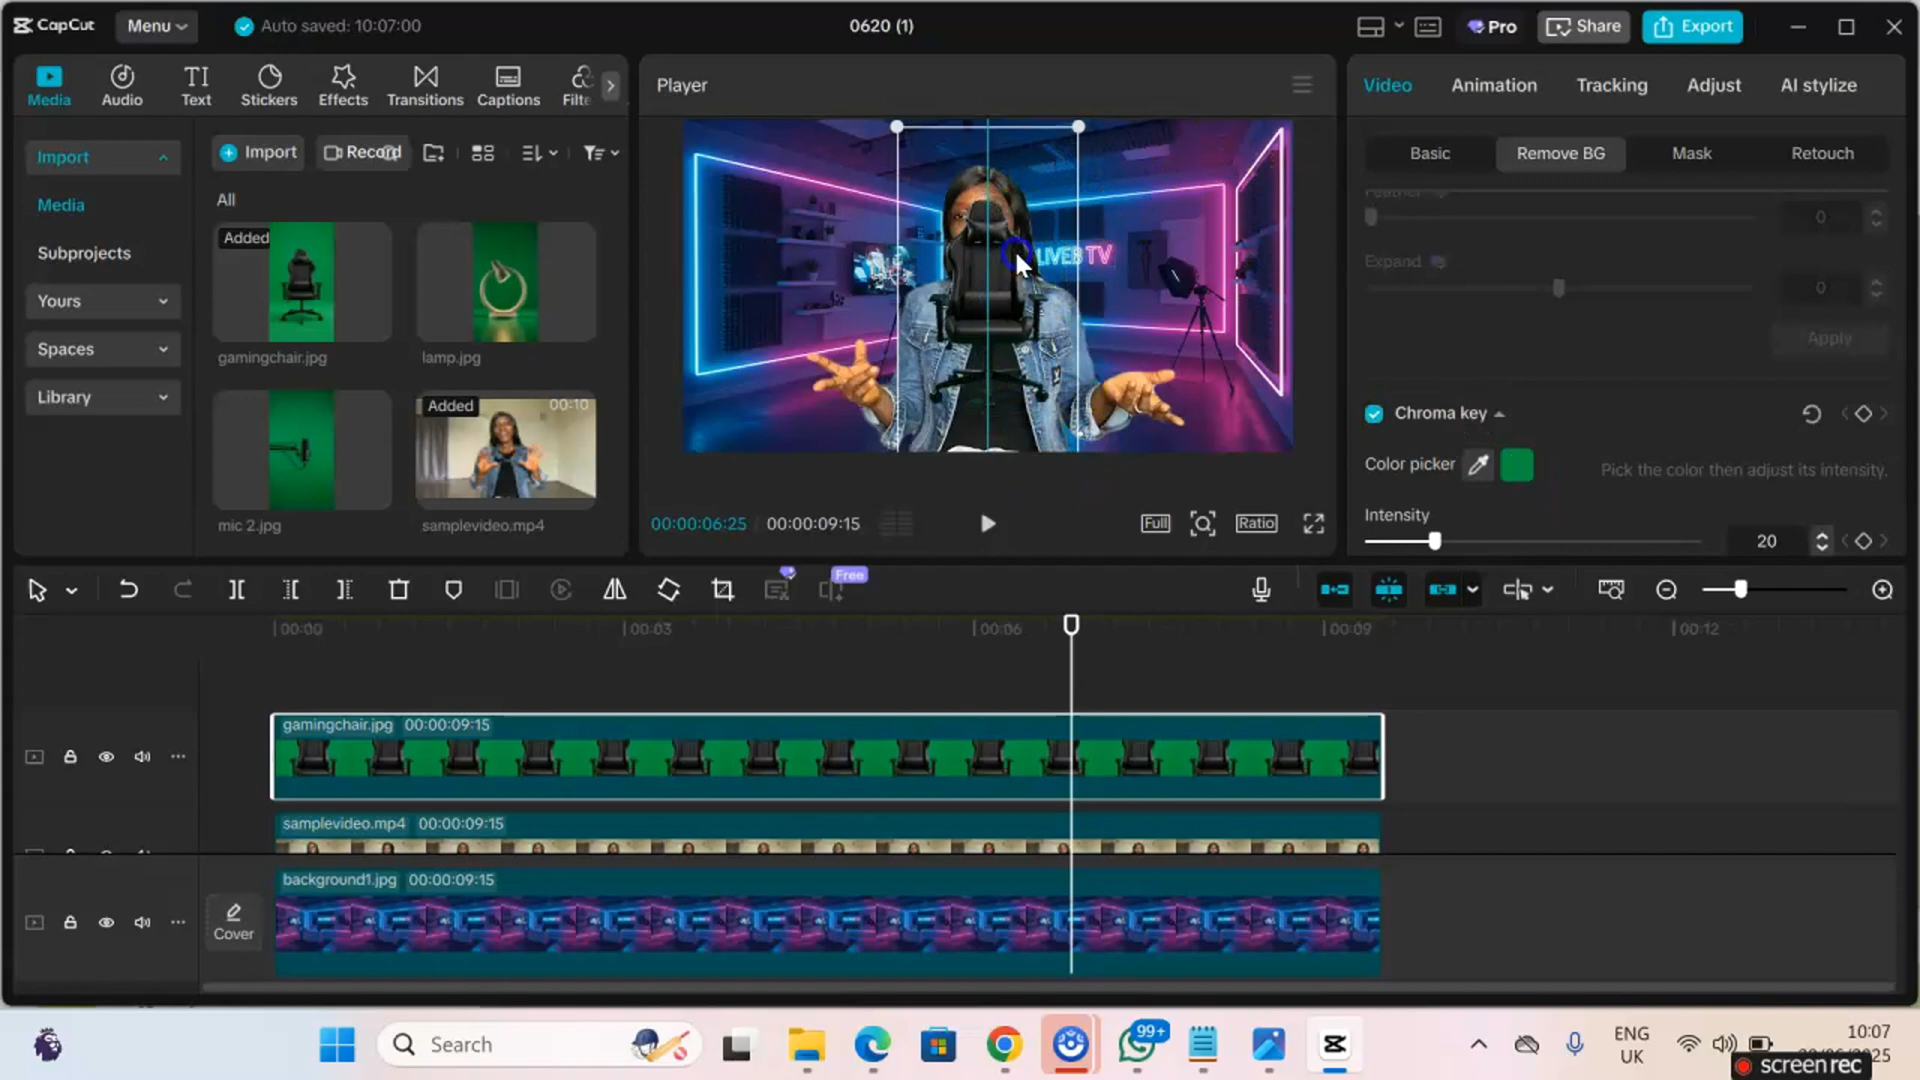 CapCut
Menu
Auto saved: 10:07:00
0620 (1)
Pro
Share
Export
Media
Audio
Text
Stickers
Effects
Transitions
Captions
Filte
Player
Video
Animation
Tracking
Adjust
AI stylize
Import
Media
Subprojects
Yours
Spaces
Library
Import
Record
All
Added
gamingchair.jpg
lamp.jpg
mic 2.jpg
Added
00:10
samplevideo.mp4
LIVEB TV
00:00:06:25
00:00:09:15
Full
Ratio
Basic
Remove BG
Mask
Retouch
Feather
0
Expand
0
Apply
Chroma key
Color picker
Pick the color then adjust its intensity.
Intensity
20
Free
00:00
00:03
00:06
00:09
00:12
gamingchair.jpg 00:00:09:15
samplevideo.mp4 00:00:09:15
background1.jpg 00:00:09:15
Cover
Search
99+
ENG
UK
10:07
screen rec